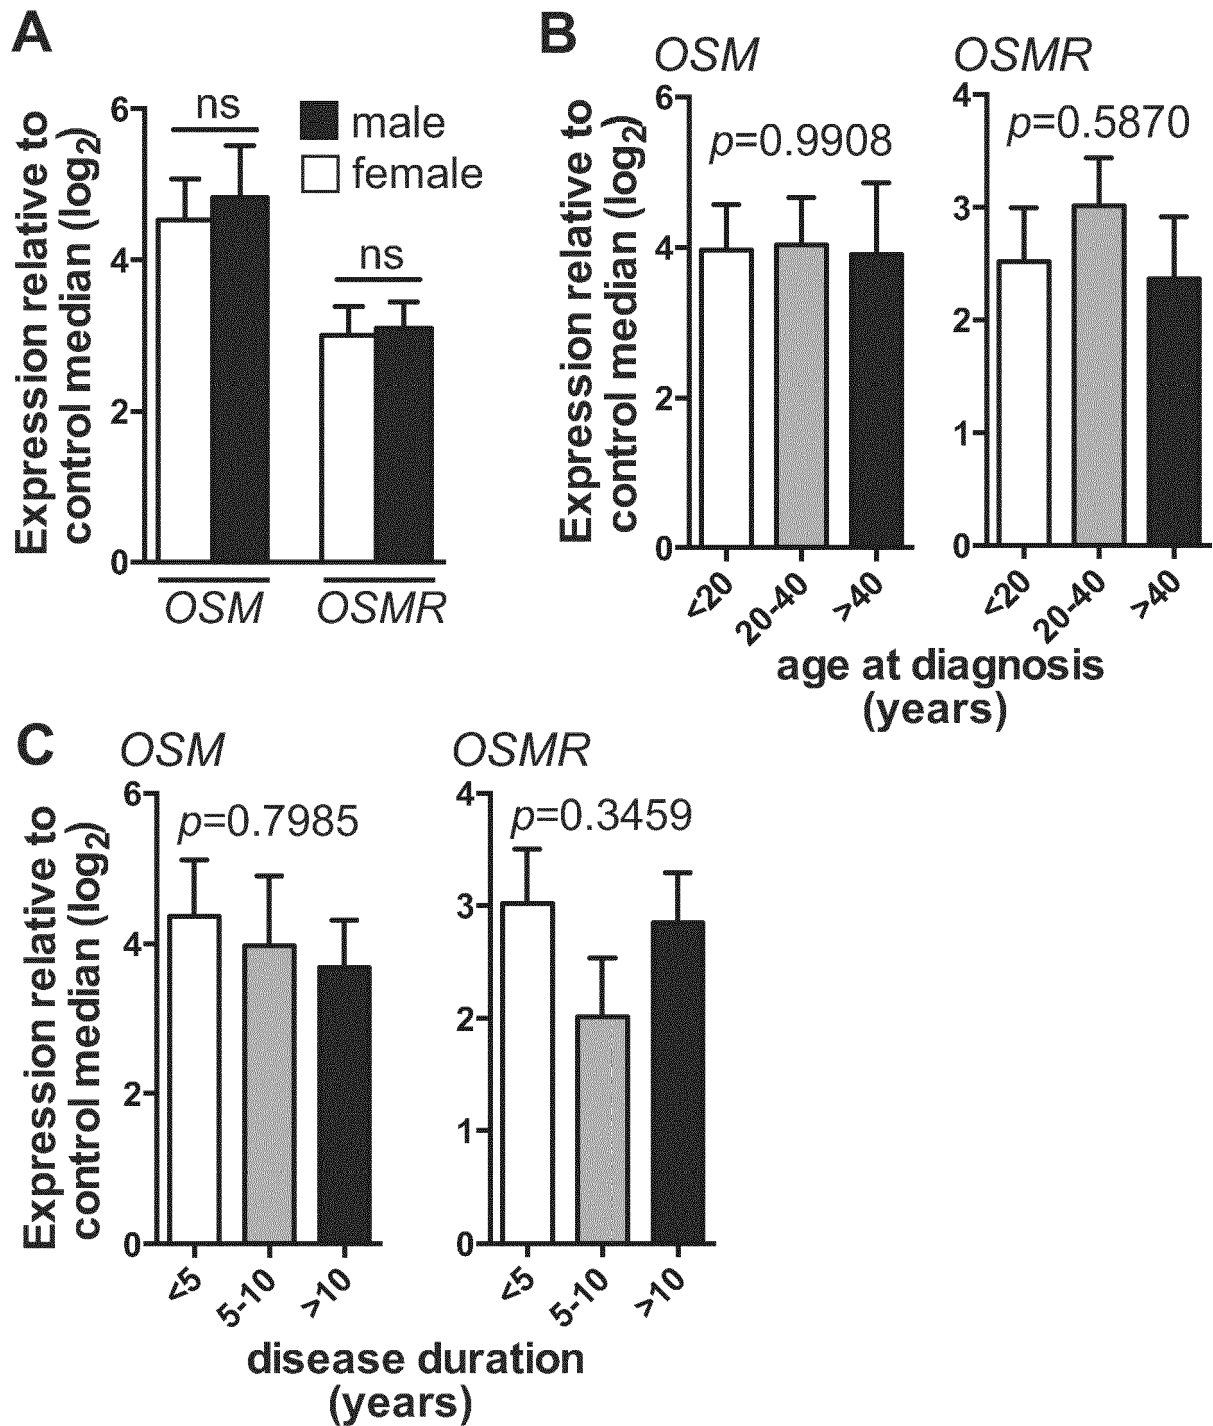 A
Expression relative to
control median (log2)
6
4
2
0
ns
ns
male
female
OSM
OSMR
B
OSM
OSMR
Expression relative to
control median (log2)
6
4
2
0
p=0.9908
<20
20-40
>40
4
3
2
1
0
p=0.5870
<20
20-40
>40
age at diagnosis
(years)
C
OSM
OSMR
Expression relative to
control median (log2)
6
4
2
0
p=0.7985
<5
5-10
>10
4
3
2
1
0
p=0.3459
<5
5-10
>10
disease duration
(years)